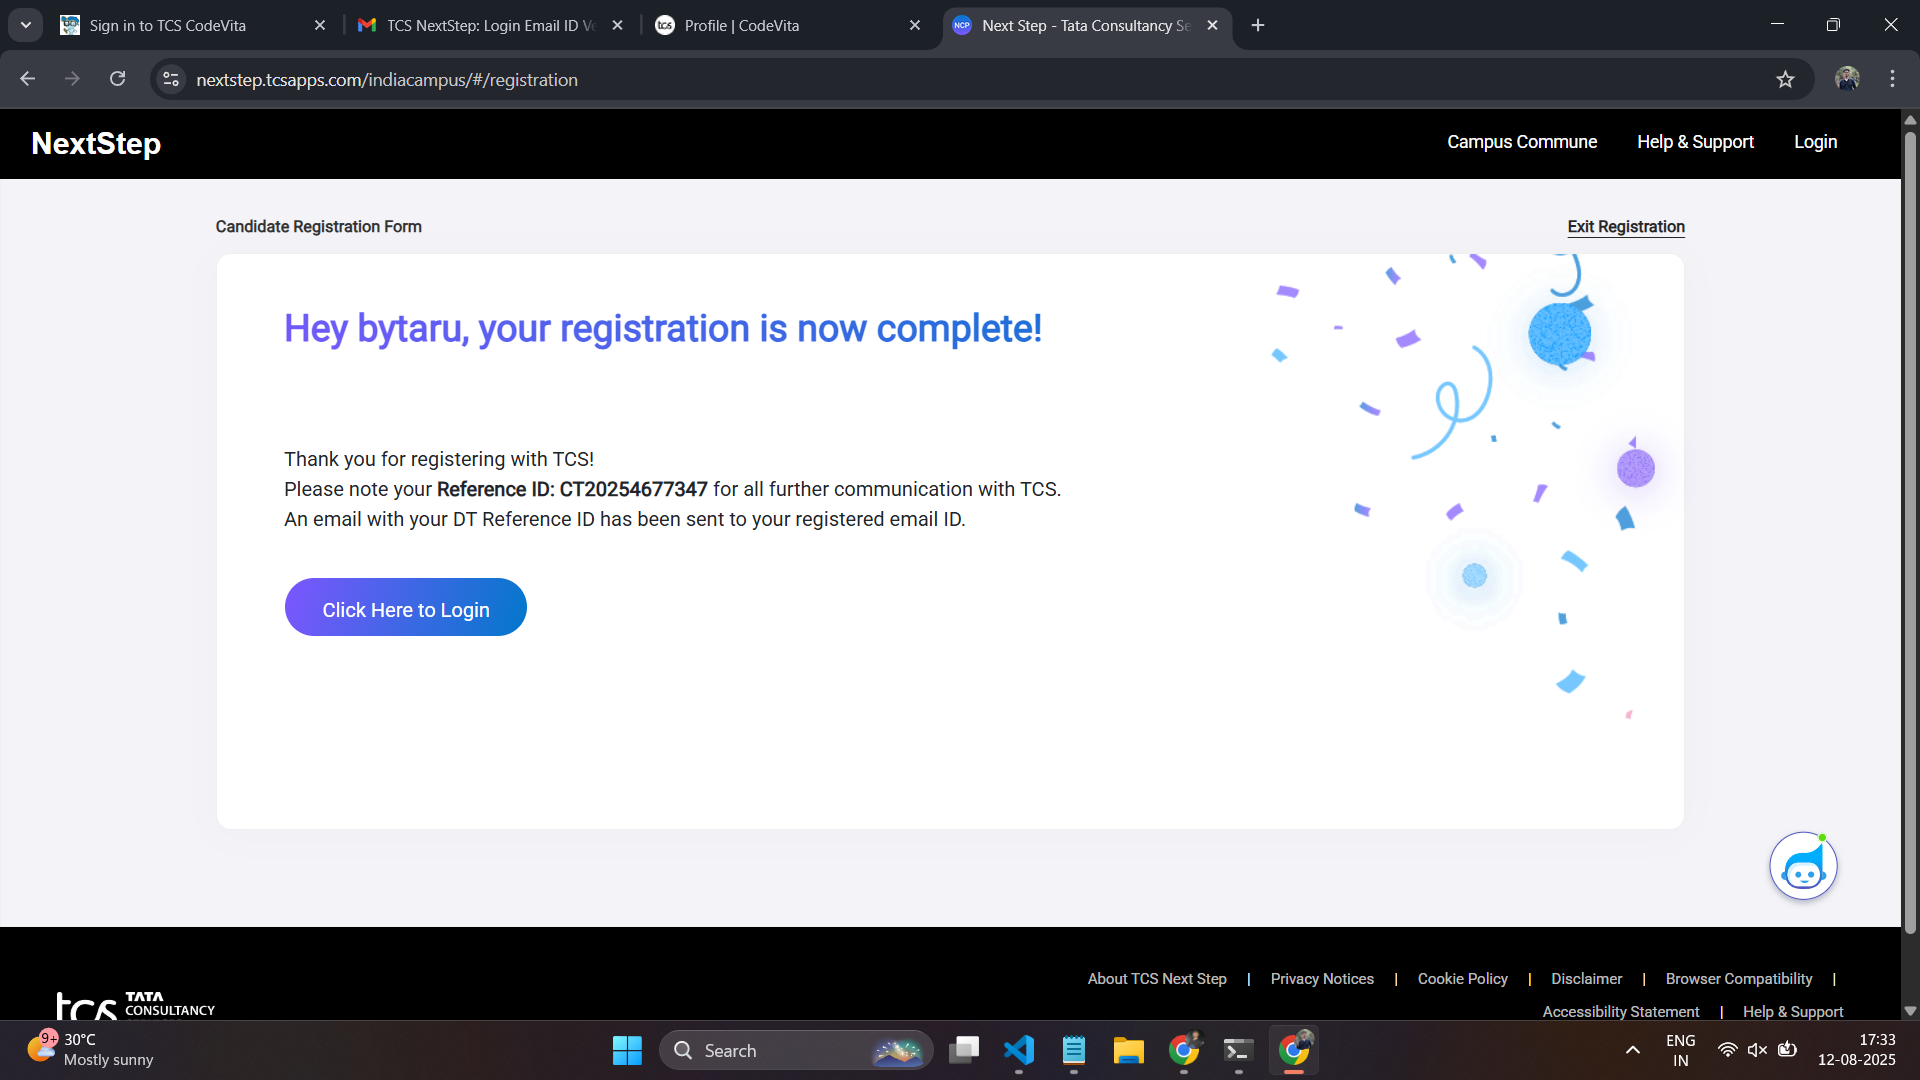 Sign in to TCS CodeVita
TCS NextStep: Login Email ID Ve
Profile | CodeVita
NCP
Next Step - Tata Consultancy Se
nextstep.tcsapps.com/indiacampus/#/registration
NextStep
Campus Commune
Help & Support
Login
Candidate Registration Form
Exit Registration
Hey bytaru, your registration is now complete!
Thank you for registering with TCS!
Please note your Reference ID: CT20254677347 for all further communication with TCS.
An email with your DT Reference ID has been sent to your registered email ID.
Click Here to Login
About TCS Next Step | Privacy Notices | Cookie Policy | Disclaimer | Browser Compatibility |
Accessibility Statement | Help & Support
tcs TATA
CONSULTANCY
9+
30°C
Mostly sunny
Search
ENG
IN
17:33
12-08-2025